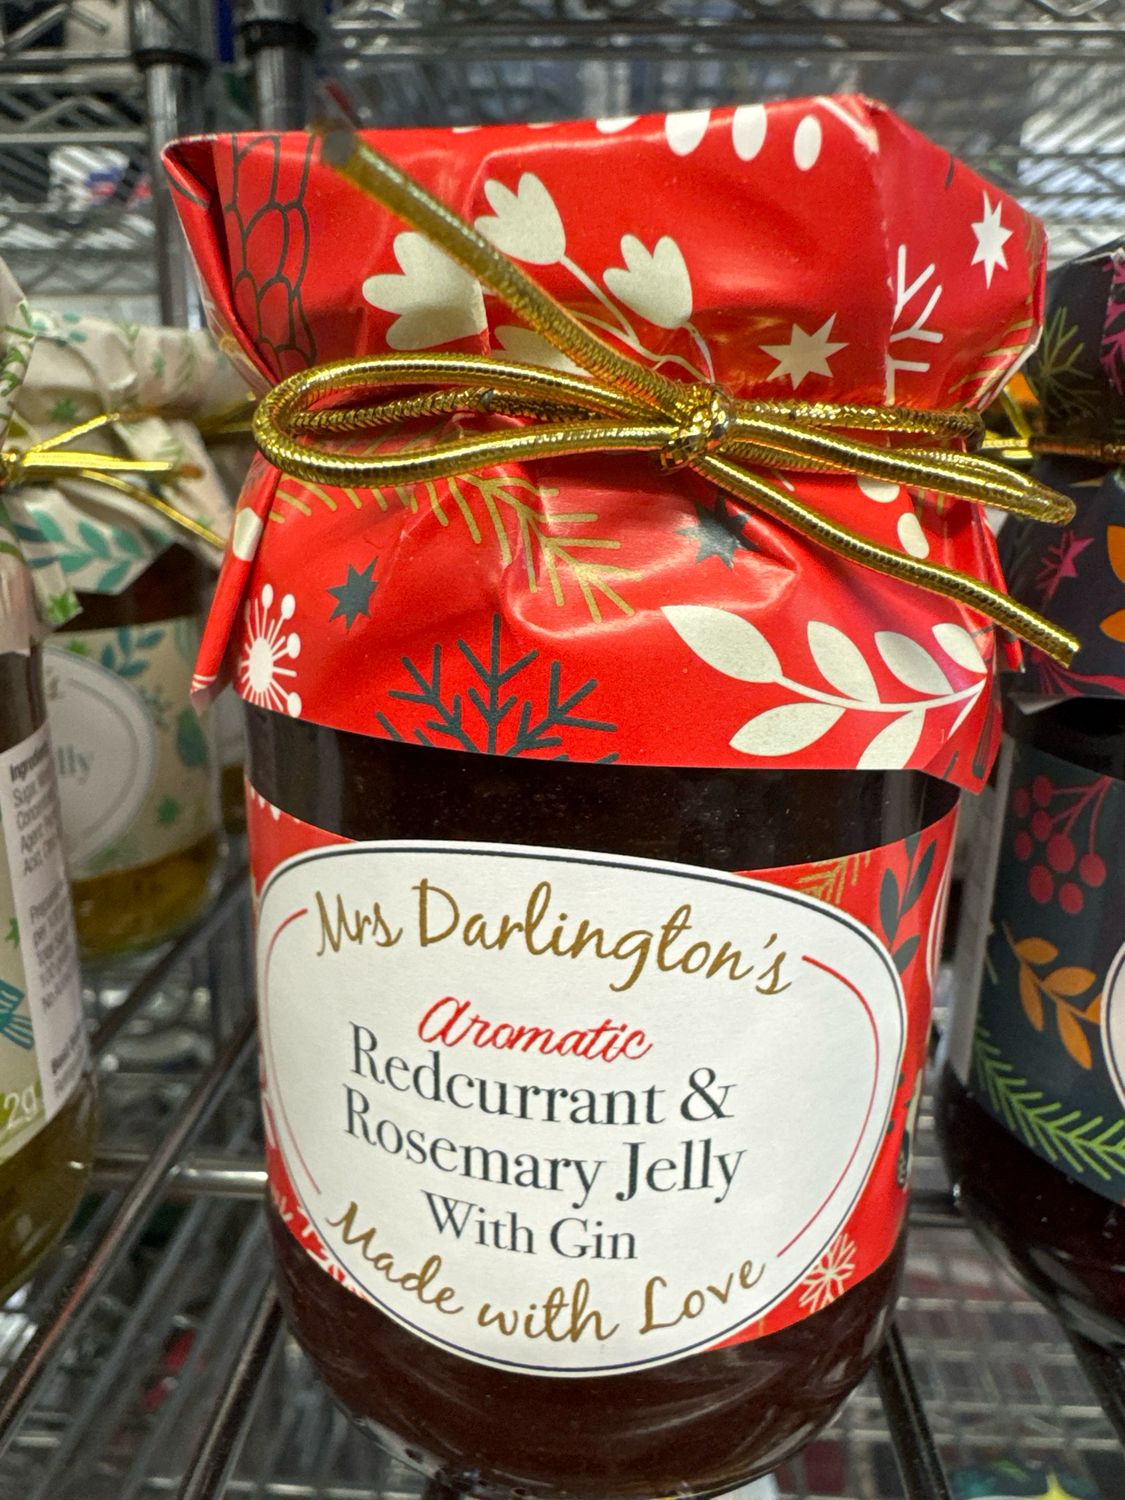 Mrs Darlington's
Aromatic
Redcurrant &
Rosemary Jelly
With Gin
Made with Love